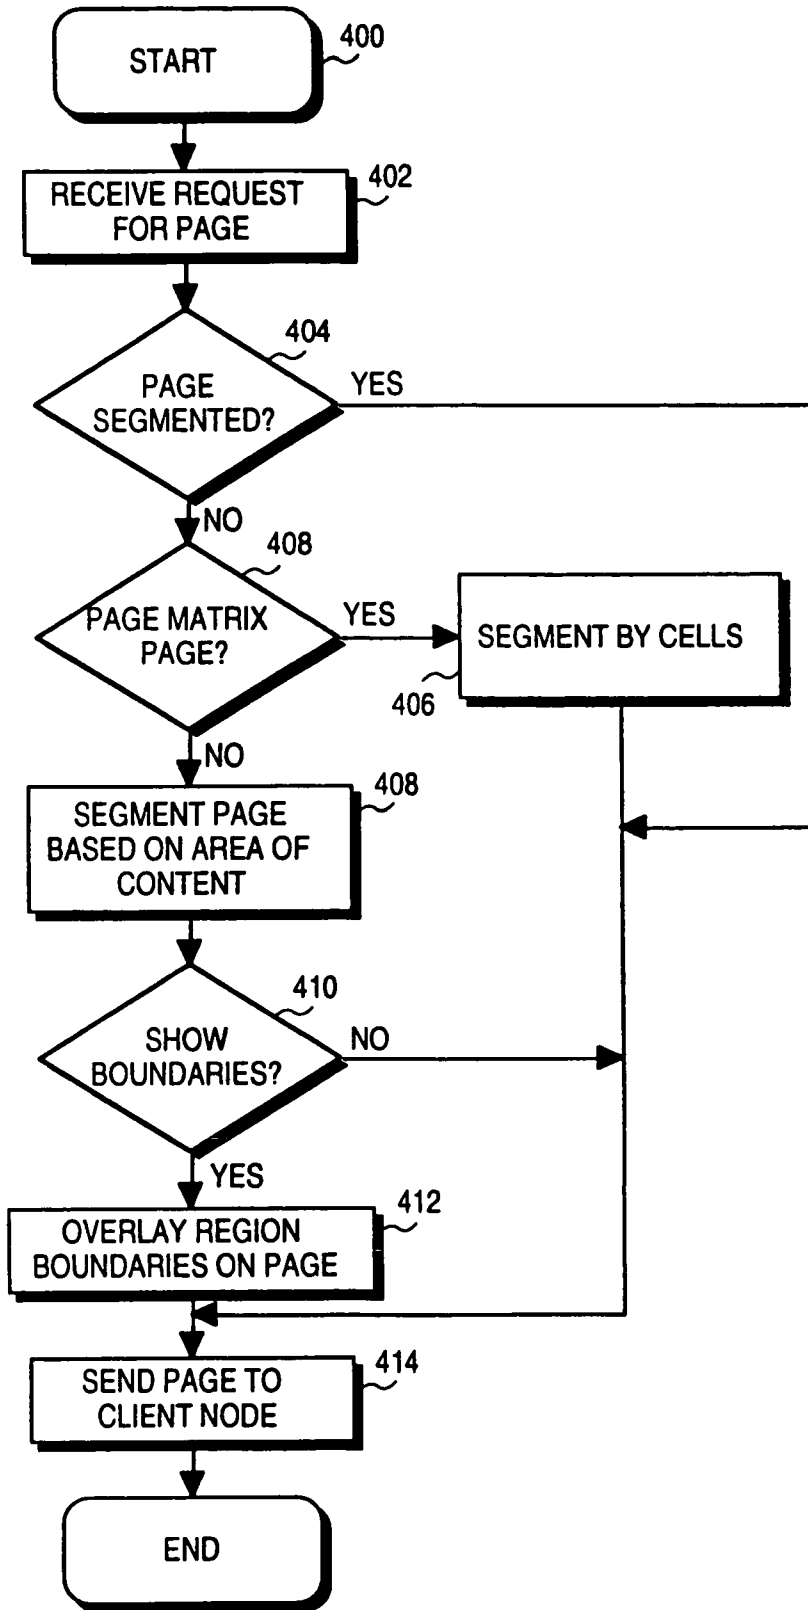 START
400
RECEIVE REQUEST
FOR PAGE
402
404
PAGE
SEGMENTED?
YES
NO
408
PAGE MATRIX
PAGE?
YES
SEGMENT BY CELLS
406
NO
408
SEGMENT PAGE
BASED ON AREA OF
CONTENT
410
SHOW
BOUNDARIES?
NO
YES
412
OVERLAY REGION
BOUNDARIES ON PAGE
414
SEND PAGE TO
CLIENT NODE
END